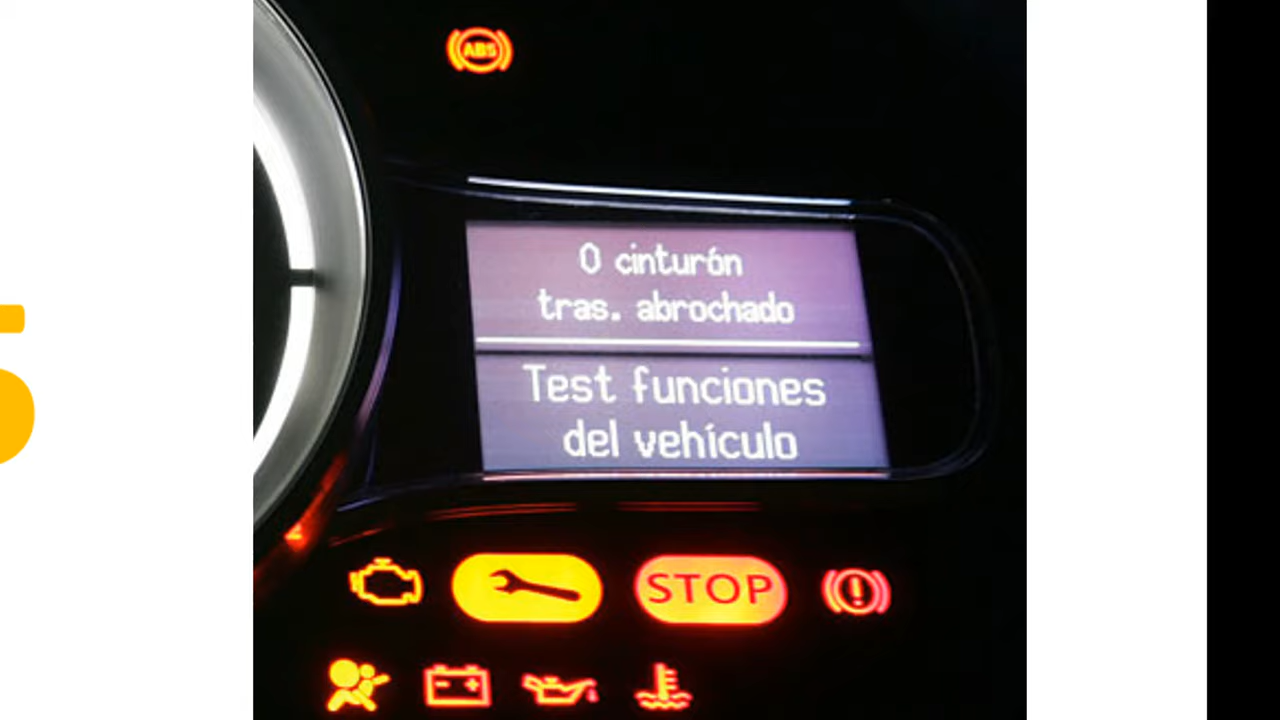 ABS
0 cinturón
tras. abrochado
Test funciones
del vehículo
STOP